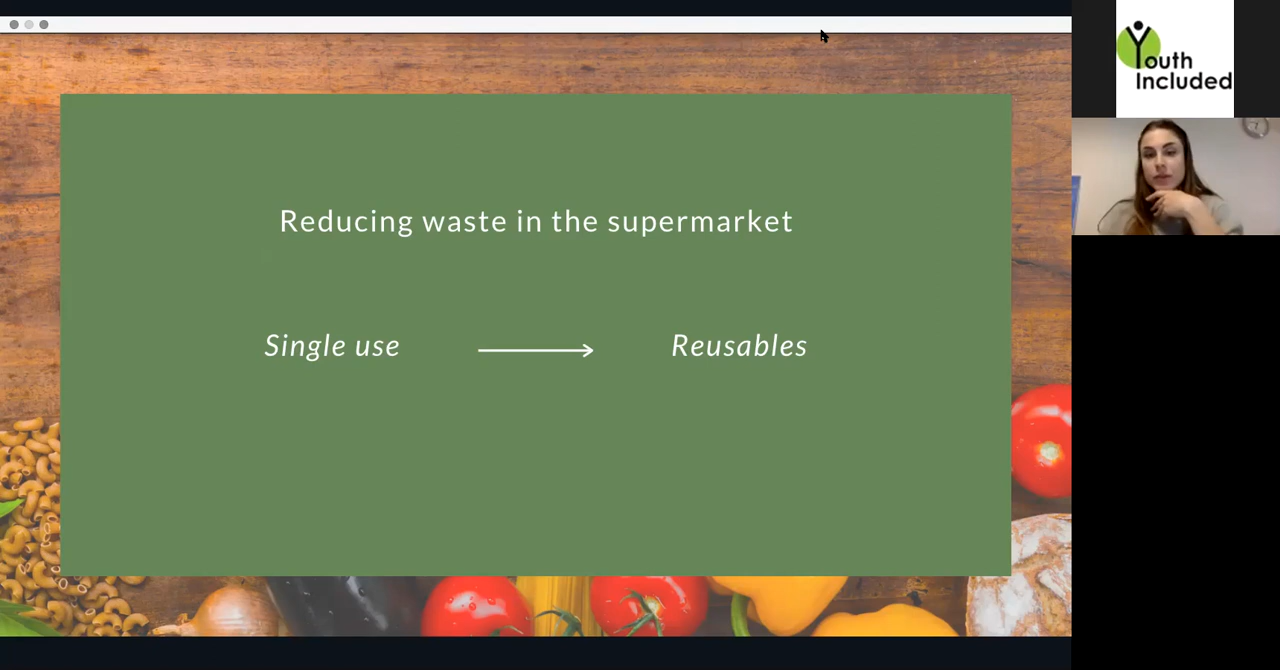 Reducing waste in the supermarket
Single use
Reusables
Youth
Included